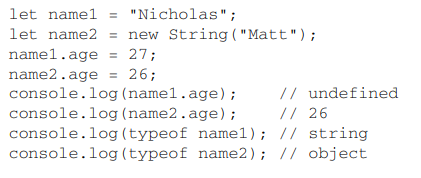 let name1 = "Nicholas";
let name2 = new String("Matt");
name1.age = 27;
name2.age = 26;
console.log(name1.age);    // undefined
console.log(name2.age);    // 26
console.log(typeof name1); // string
console.log(typeof name2); // object